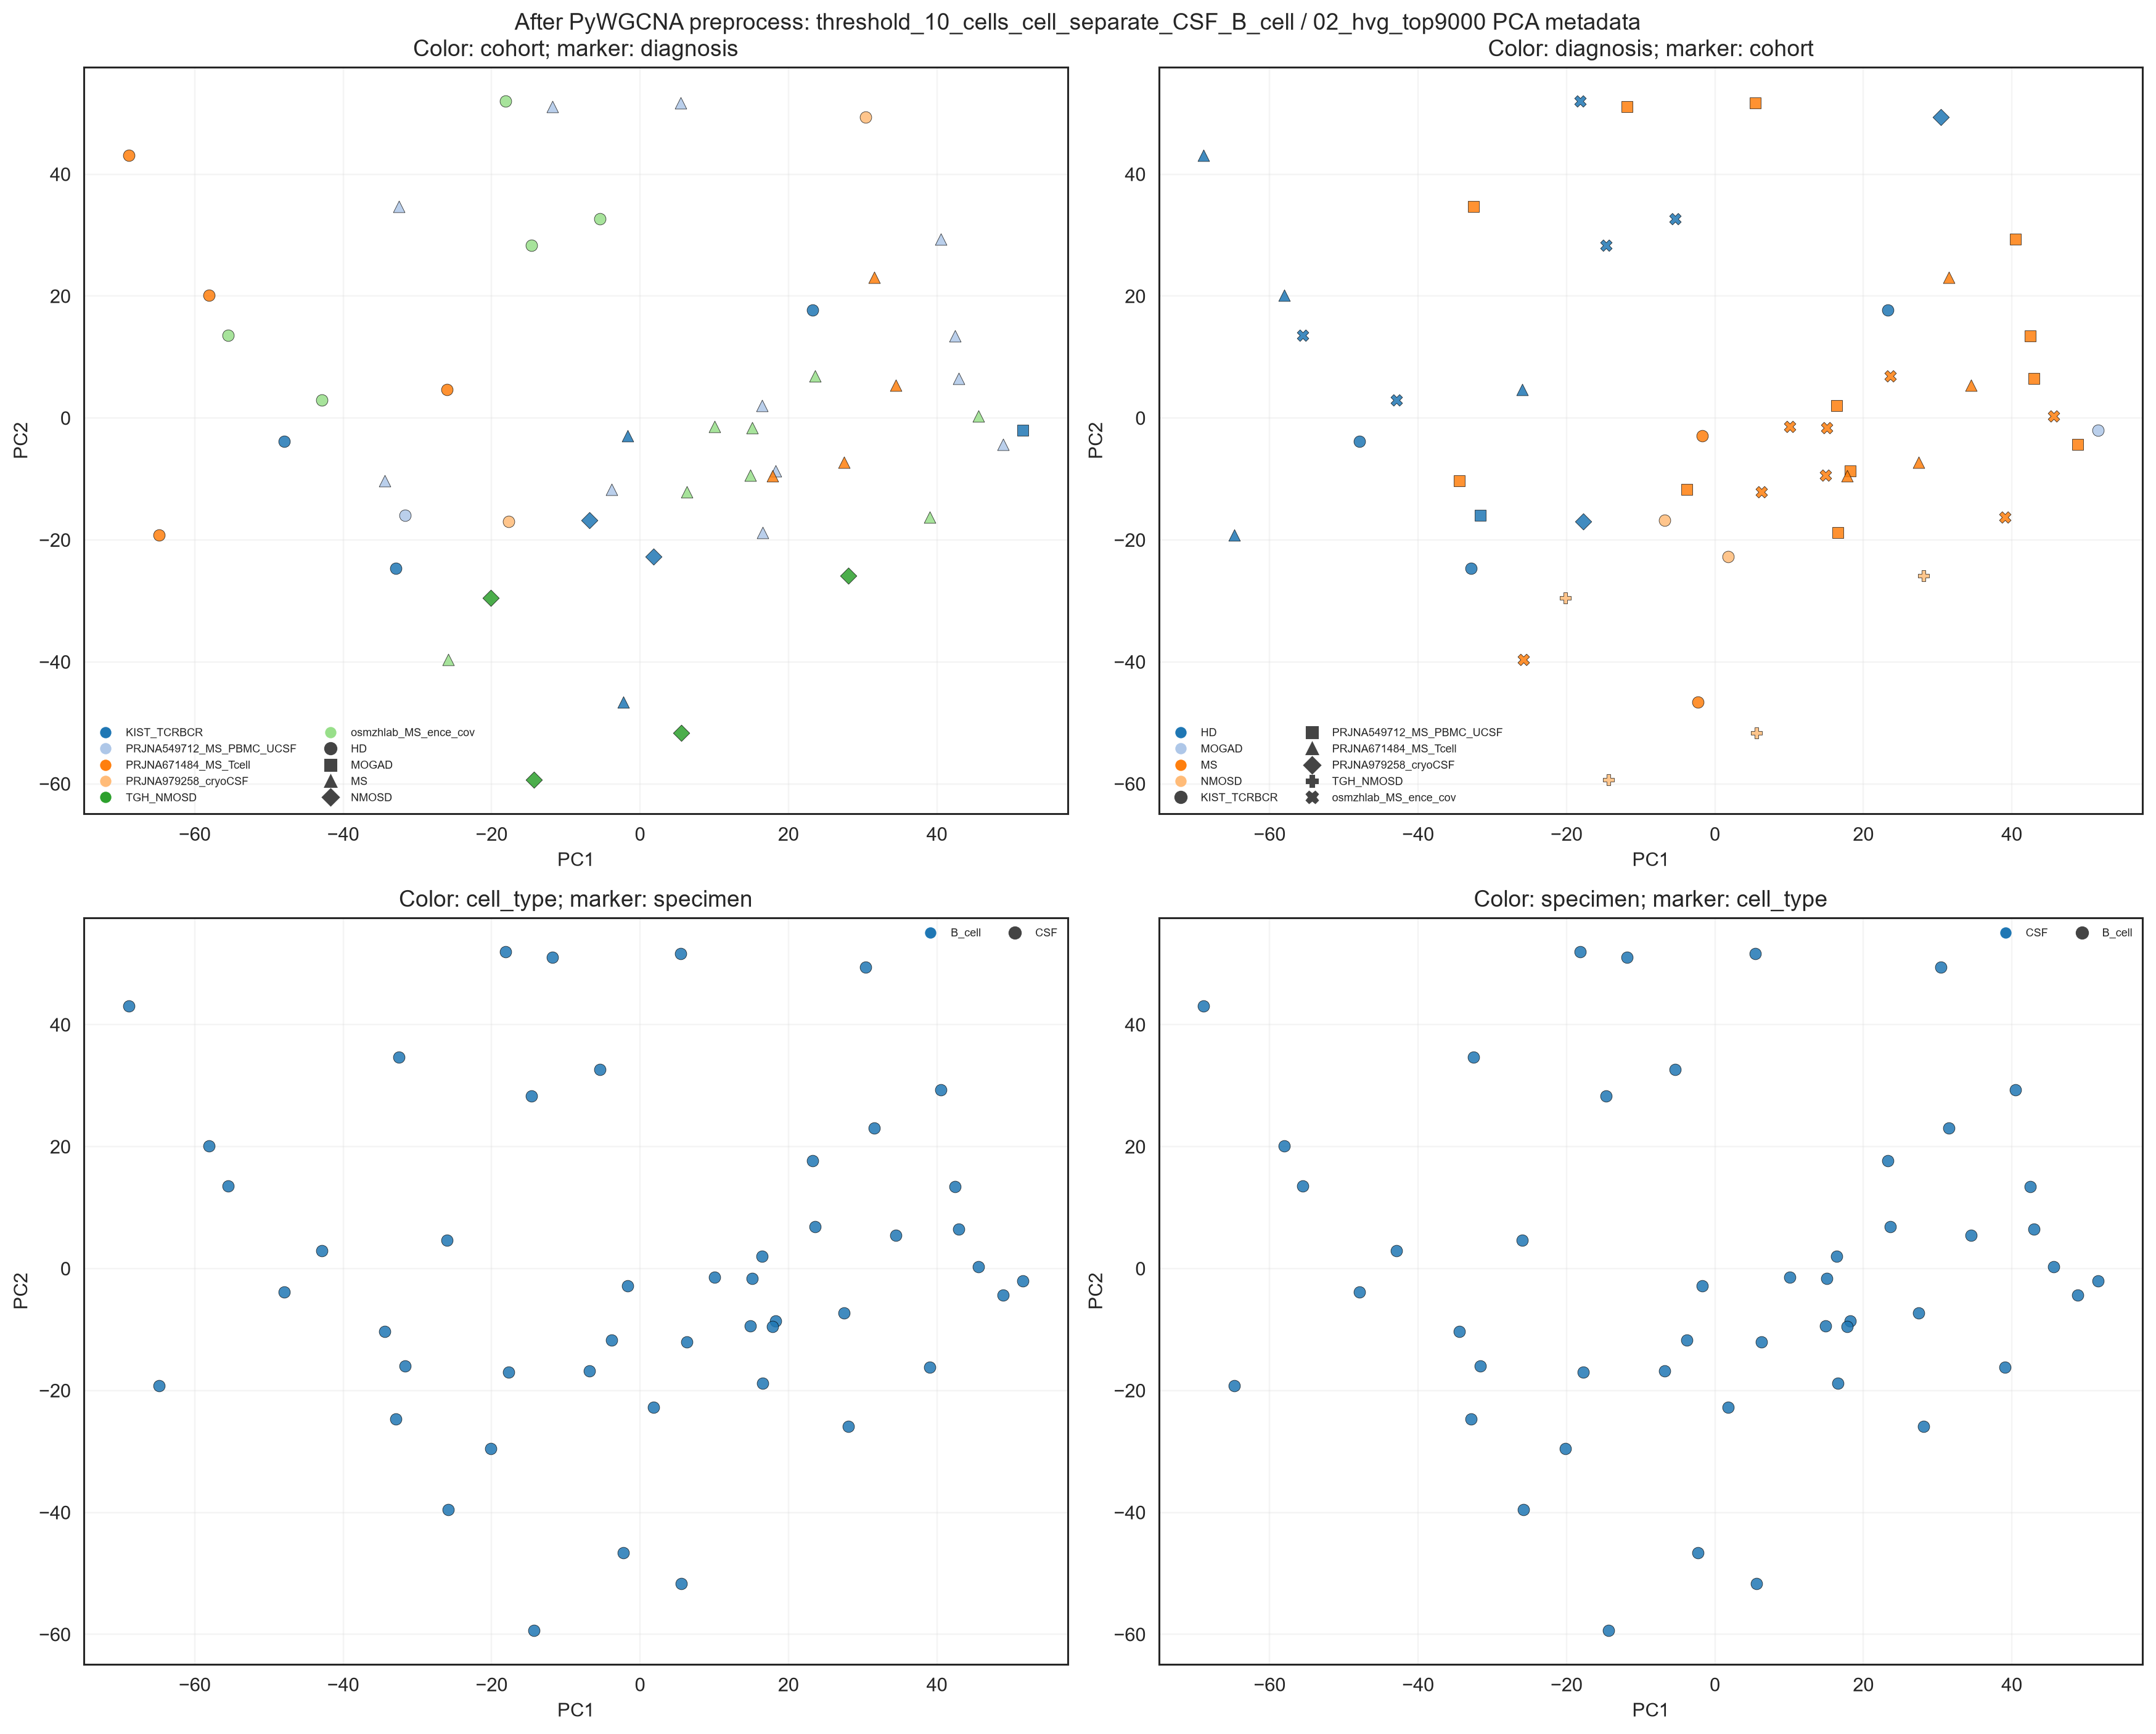 After PyWGCNA preprocess: threshold_10_cells_cell_separate_CSF_B_cell / 02_hvg_top9000 PCA metadata
Color: cohort; marker: diagnosis
PC2
40
20
0
−20
−40
−60
KIST_TCRBCR
PRJNA549712_MS_PBMC_UCSF
PRJNA671484_MS_Tcell
PRJNA979258_cryoCSF
TGH_NMOSD
osmzhlab_MS_ence_cov
HD
MOGAD
MS
NMOSD
−60 −40 −20 0 20 40
PC1
Color: diagnosis; marker: cohort
PC2
40
20
0
−20
−40
−60
HD
MOGAD
MS
NMOSD
KIST_TCRBCR
PRJNA549712_MS_PBMC_UCSF
PRJNA671484_MS_Tcell
PRJNA979258_cryoCSF
TGH_NMOSD
osmzhlab_MS_ence_cov
−60 −40 −20 0 20 40
PC1
Color: cell_type; marker: specimen
B_cell CSF
PC2
40
20
0
−20
−40
−60
−60 −40 −20 0 20 40
PC1
Color: specimen; marker: cell_type
CSF B_cell
PC2
40
20
0
−20
−40
−60
−60 −40 −20 0 20 40
PC1